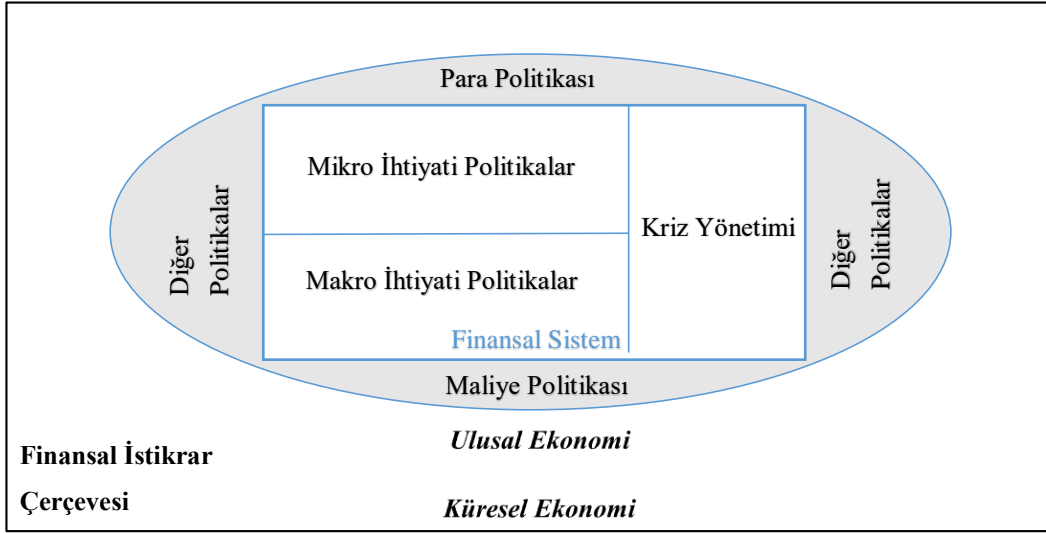 Para Politikası
Diğer
Politikalar
Mikro İhtiyati Politikalar
Makro İhtiyati Politikalar
Finansal Sistem
Kriz Yönetimi
Diğer
Politikalar
Maliye Politikası
Ulusal Ekonomi
Finansal İstikrar
Çerçevesi
Küresel Ekonomi